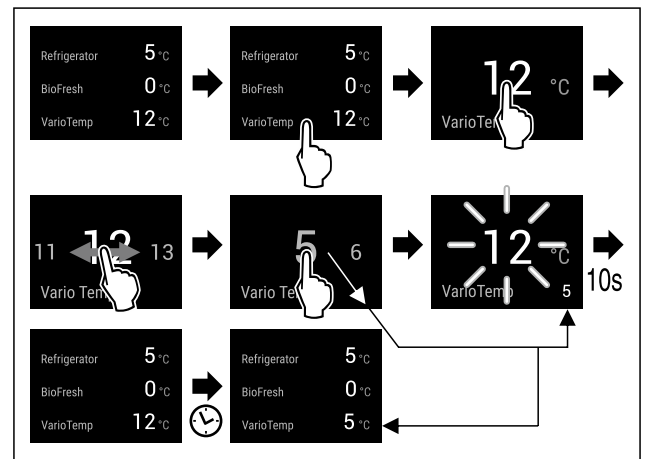 Refrigerator 5 °C
BioFresh 0 °C
VarioTemp 12 °C
Refrigerator 5 °C
BioFresh 0 °C
VarioTemp 12 °C
12 °C
VarioTemp
11 12 13
Vario Temp
5 6
Vario Te
12 °C
VarioTemp 5
10s
Refrigerator 5 °C
BioFresh 0 °C
VarioTemp 12 °C
Refrigerator 5 °C
BioFresh 0 °C
VarioTemp 5 °C